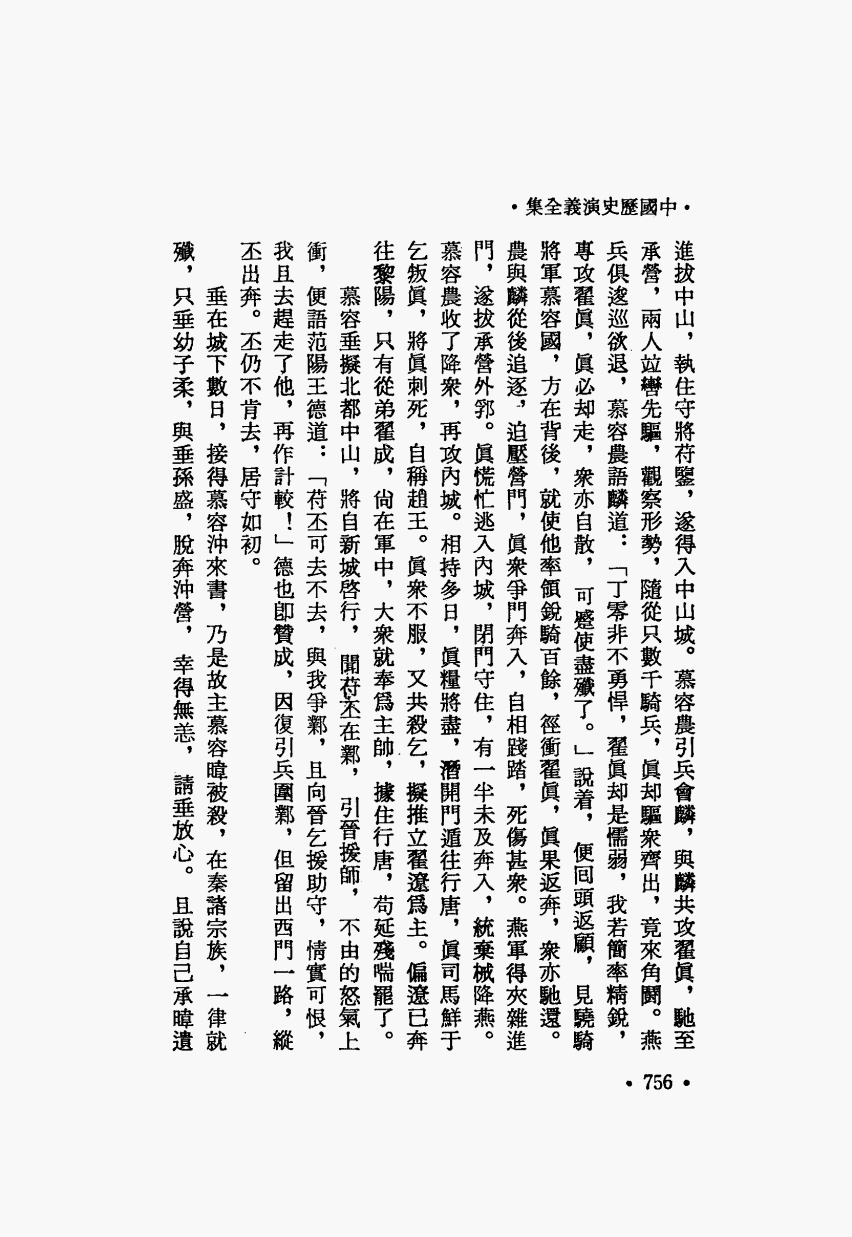 •中國歷史演義全集•
進拔中山，執住守將苻鑒，遂得入中山城。慕容農引兵會麟，與麟共攻翟眞，馳至
承營，兩人竝轡先驅，觀察形勢，隨從只數千騎兵，眞却驅衆齊出，竟來角鬭。燕
兵俱逡巡欲退，慕容農語麟道：「丁零非不勇悍，翟眞却是懦弱，我若簡率精銳，
專攻翟眞，眞必却走，衆亦自散，可蹙使盡殲了。」說着，便囘頭返顧，見驍騎
將軍慕容國，方在背後，就使他率領銳騎百餘，徑衝翟眞，眞果返奔，衆亦馳還。
農與麟從後追逐，迫壓營門，眞衆爭門奔入，自相踐踏，死傷甚衆。燕軍得夾雜進
門，遂拔承營外郛。眞慌忙逃入內城，閉門守住，有一半未及奔入，統棄械降燕。
慕容農收了降衆，再攻內城。相持多日，眞糧將盡，潛開門遁往行唐，眞司馬鮮于
乞叛眞，將眞刺死，自稱趙王。眞衆不服，又共殺乞，擬推立翟遼爲主。偏遼已奔
往黎陽，只有從弟翟成，尙在軍中，大衆就奉爲主帥，據住行唐，苟延殘喘罷了。
慕容垂擬北都中山，將自新城啓行，聞苻丕在鄴，引晉援師，不由的怒氣上
衝，便語范陽王德道：「苻丕可去不去，與我爭鄴，且向晉乞援助守，情實可恨，
我且去趕走了他，再作計較！」德也卽贊成，因復引兵圍鄴，但留出西門一路，縱
丕出奔。丕仍不肯去，居守如初。
垂在城下數日，接得慕容沖來書，乃是故主慕容暐被殺，在秦諸宗族，一律就
殲，只垂幼子柔，與垂孫盛，脫奔沖營，幸得無恙，請垂放心。且說自己承暐遺
•756•